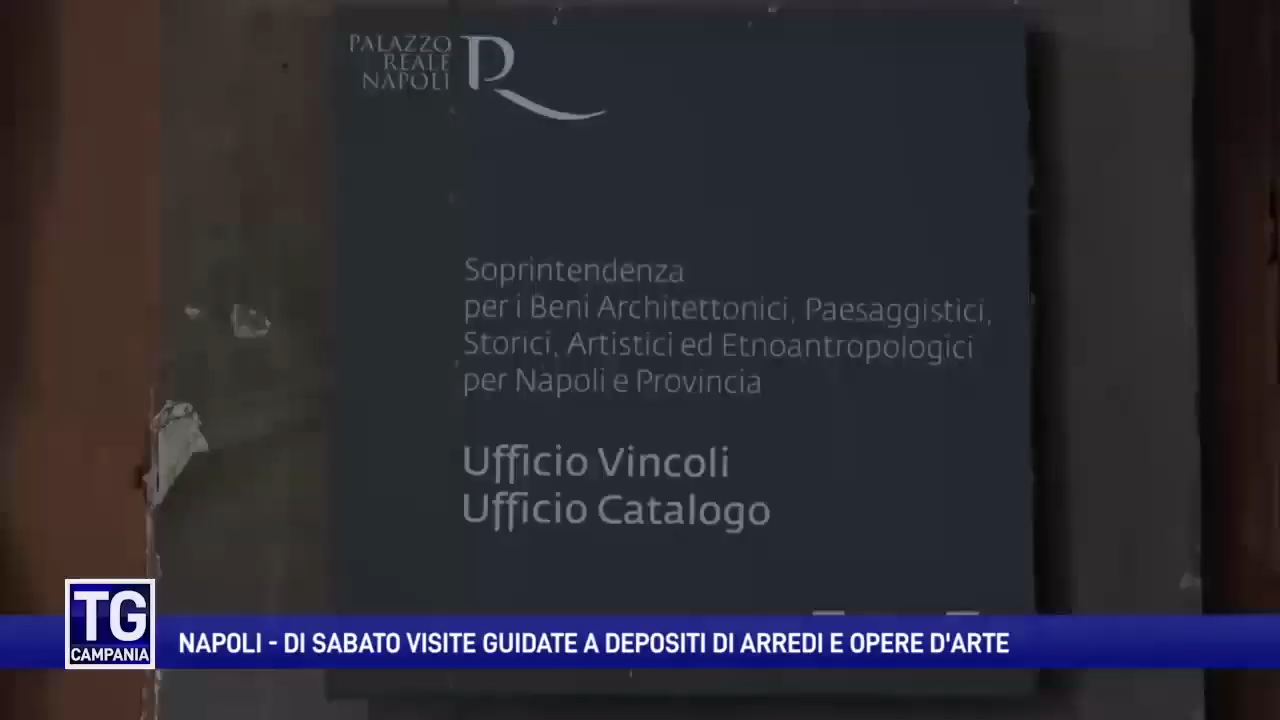 PALAZZO
REALE
NAPOLI
R
Soprintendenza
per i Beni Architettonici, Paesaggistici,
Storici, Artistici ed Etnoantropologici
per Napoli e Provincia
Ufficio Vincoli
Ufficio Catalogo
TG
CAMPANIA
NAPOLI - DI SABATO VISITE GUIDATE A DEPOSITI DI ARREDI E OPERE D'ARTE